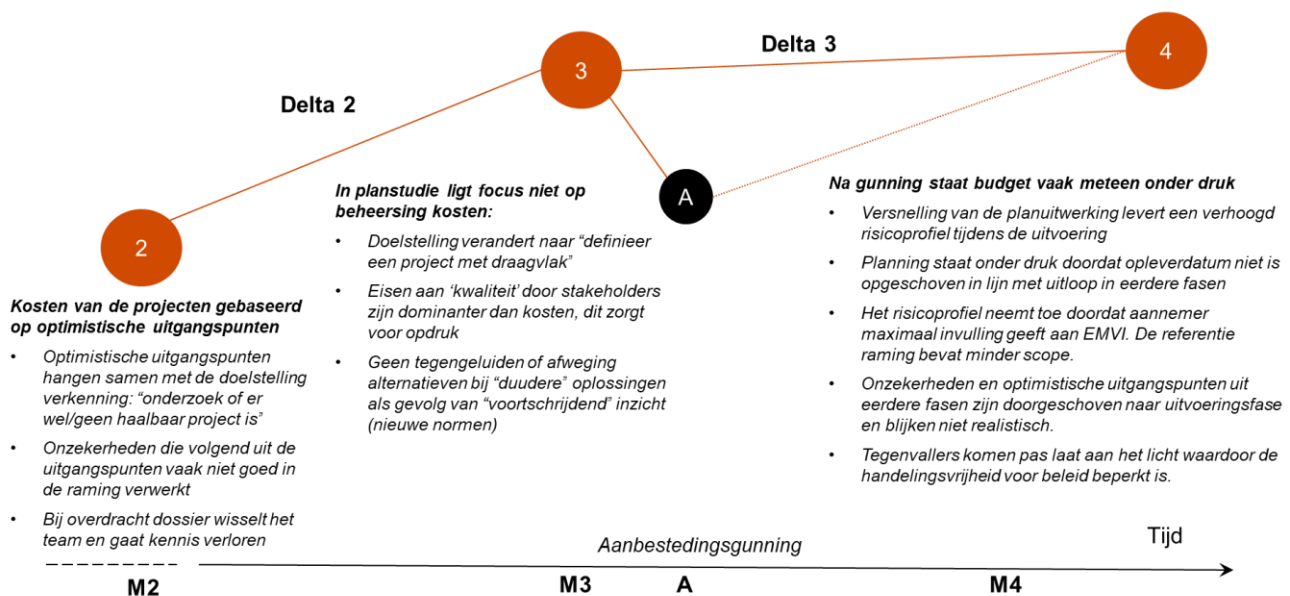 Delta 3
4
3
Delta 2
A
2
Kosten van de projecten gebaseerd
op optimistische uitgangspunten
• Optimistische uitgangspunten
hangen samen met de doelstelling
verkenning: “onderzoek of er
wel/geen haalbaar project is”
• Onzekerheden die volgend uit de
uitgangspunten vaak niet goed in
de raming verwerkt
• Bij overdracht dossier wisselt het
team en gaat kennis verloren
In planstudie ligt focus niet op
beheersing kosten:
• Doelstelling verandert naar “definieer
een project met draagvlak”
• Eisen aan ‘kwaliteit’ door stakeholders
zijn dominanter dan kosten, dit zorgt
voor opdruk
• Geen tegengeluiden of afweging
alternatieven bij “duudere” oplossingen
als gevolg van “voortschrijdend” inzicht
(nieuwe normen)
Na gunning staat budget vaak meteen onder druk
• Versnelling van de planuitwerking levert een verhoogd
risicoprofiel tijdens de uitvoering
• Planning staat onder druk doordat opleverdatum niet is
opgeschoven in lijn met uitloop in eerdere fasen
• Het risicoprofiel neemt toe doordat aannemer
maximaal invulling geeft aan EMVI. De referentie
raming bevat minder scope.
• Onzekerheden en optimistische uitgangspunten uit
eerdere fasen zijn doorgeschoven naar uitvoeringsfase
en blijken niet realistisch.
• Tegenvallers komen pas laat aan het licht waardoor de
handelingsvrijheid voor beleid beperkt is.
Aanbestedingsgunning
Tijd
M2
M3
A
M4